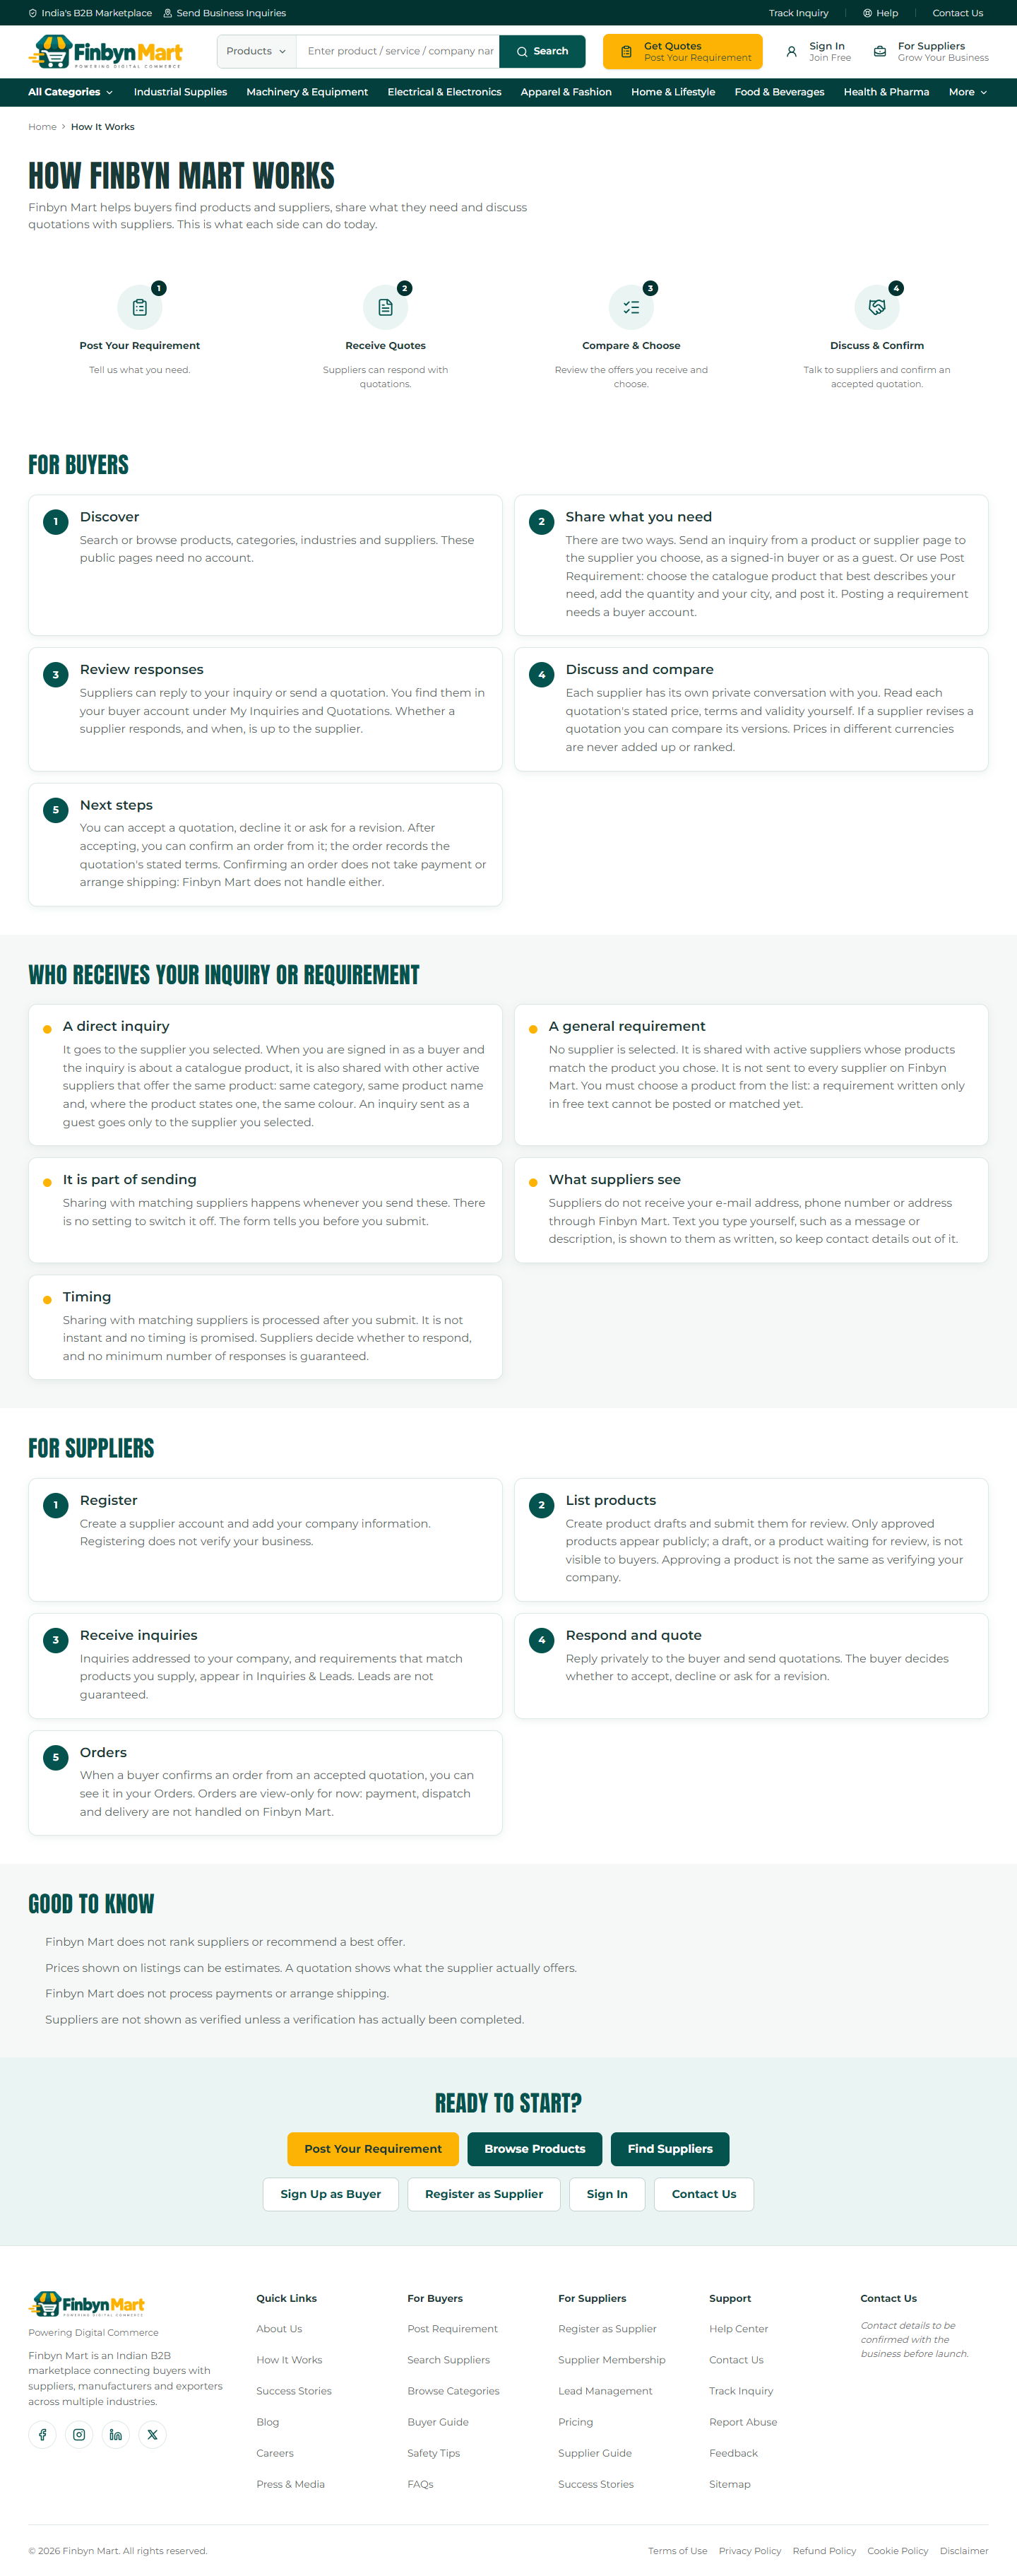 India's B2B Marketplace
Send Business Inquiries
Track Inquiry
Help
Contact Us
FinbynMart
POWERING DIGITAL COMMERCE
Products
Enter product / service / company nar
Search
Get Quotes
Post Your Requirement
Sign In
Join Free
For Suppliers
Grow Your Business
All Categories
Industrial Supplies
Machinery & Equipment
Electrical & Electronics
Apparel & Fashion
Home & Lifestyle
Food & Beverages
Health & Pharma
More
Home > How It Works
HOW FINBYN MART WORKS
Finbyn Mart helps buyers find products and suppliers, share what they need and discuss
quotations with suppliers. This is what each side can do today.
1
Post Your Requirement
Tell us what you need.
2
Receive Quotes
Suppliers can respond with
quotations.
3
Compare & Choose
Review the offers you receive and
choose.
4
Discuss & Confirm
Talk to suppliers and confirm an
accepted quotation.
FOR BUYERS
1
Discover
Search or browse products, categories, industries and suppliers. These
public pages need no account.
2
Share what you need
There are two ways. Send an inquiry from a product or supplier page to
the supplier you choose, as a signed-in buyer or as a guest. Or use Post
Requirement: choose the catalogue product that best describes your
need, add the quantity and your city, and post it. Posting a requirement
needs a buyer account.
3
Review responses
Suppliers can reply to your inquiry or send a quotation. You find them in
your buyer account under My Inquiries and Quotations. Whether a
supplier responds, and when, is up to the supplier.
4
Discuss and compare
Each supplier has its own private conversation with you. Read each
quotation's stated price, terms and validity yourself. If a supplier revises a
quotation you can compare its versions. Prices in different currencies
are never added up or ranked.
5
Next steps
You can accept a quotation, decline it or ask for a revision. After
accepting, you can confirm an order from it; the order records the
quotation's stated terms. Confirming an order does not take payment or
arrange shipping: Finbyn Mart does not handle either.
WHO RECEIVES YOUR INQUIRY OR REQUIREMENT
A direct inquiry
It goes to the supplier you selected. When you are signed in as a buyer and
the inquiry is about a catalogue product, it is also shared with other active
suppliers that offer the same product: same category, same product name
and, where the product states one, the same colour. An inquiry sent as a
guest goes only to the supplier you selected.
A general requirement
No supplier is selected. It is shared with active suppliers whose products
match the product you chose. It is not sent to every supplier on Finbyn
Mart. You must choose a product from the list: a requirement written only
in free text cannot be posted or matched yet.
It is part of sending
Sharing with matching suppliers happens whenever you send these. There
is no setting to switch it off. The form tells you before you submit.
What suppliers see
Suppliers do not receive your e-mail address, phone number or address
through Finbyn Mart. Text you type yourself, such as a message or
description, is shown to them as written, so keep contact details out of it.
Timing
Sharing with matching suppliers is processed after you submit. It is not
instant and no timing is promised. Suppliers decide whether to respond,
and no minimum number of responses is guaranteed.
FOR SUPPLIERS
1
Register
Create a supplier account and add your company information.
Registering does not verify your business.
2
List products
Create product drafts and submit them for review. Only approved
products appear publicly; a draft, or a product waiting for review, is not
visible to buyers. Approving a product is not the same as verifying your
company.
3
Receive inquiries
Inquiries addressed to your company, and requirements that match
products you supply, appear in Inquiries & Leads. Leads are not
guaranteed.
4
Respond and quote
Reply privately to the buyer and send quotations. The buyer decides
whether to accept, decline or ask for a revision.
5
Orders
When a buyer confirms an order from an accepted quotation, you can
see it in your Orders. Orders are view-only for now: payment, dispatch
and delivery are not handled on Finbyn Mart.
GOOD TO KNOW
Finbyn Mart does not rank suppliers or recommend a best offer.
Prices shown on listings can be estimates. A quotation shows what the supplier actually offers.
Finbyn Mart does not process payments or arrange shipping.
Suppliers are not shown as verified unless a verification has actually been completed.
READY TO START?
Post Your Requirement
Browse Products
Find Suppliers
Sign Up as Buyer
Register as Supplier
Sign In
Contact Us
FinbynMart
POWERING DIGITAL COMMERCE
Powering Digital Commerce
Finbyn Mart is an Indian B2B
marketplace connecting buyers with
suppliers, manufacturers and exporters
across multiple industries.
Quick Links
About Us
How It Works
Success Stories
Blog
Careers
Press & Media
For Buyers
Post Requirement
Search Suppliers
Browse Categories
Buyer Guide
Safety Tips
FAQs
For Suppliers
Register as Supplier
Supplier Membership
Lead Management
Pricing
Supplier Guide
Success Stories
Support
Help Center
Contact Us
Track Inquiry
Report Abuse
Feedback
Sitemap
Contact Us
Contact details to be
confirmed with the
business before launch.
© 2026 Finbyn Mart. All rights reserved.
Terms of Use
Privacy Policy
Refund Policy
Cookie Policy
Disclaimer